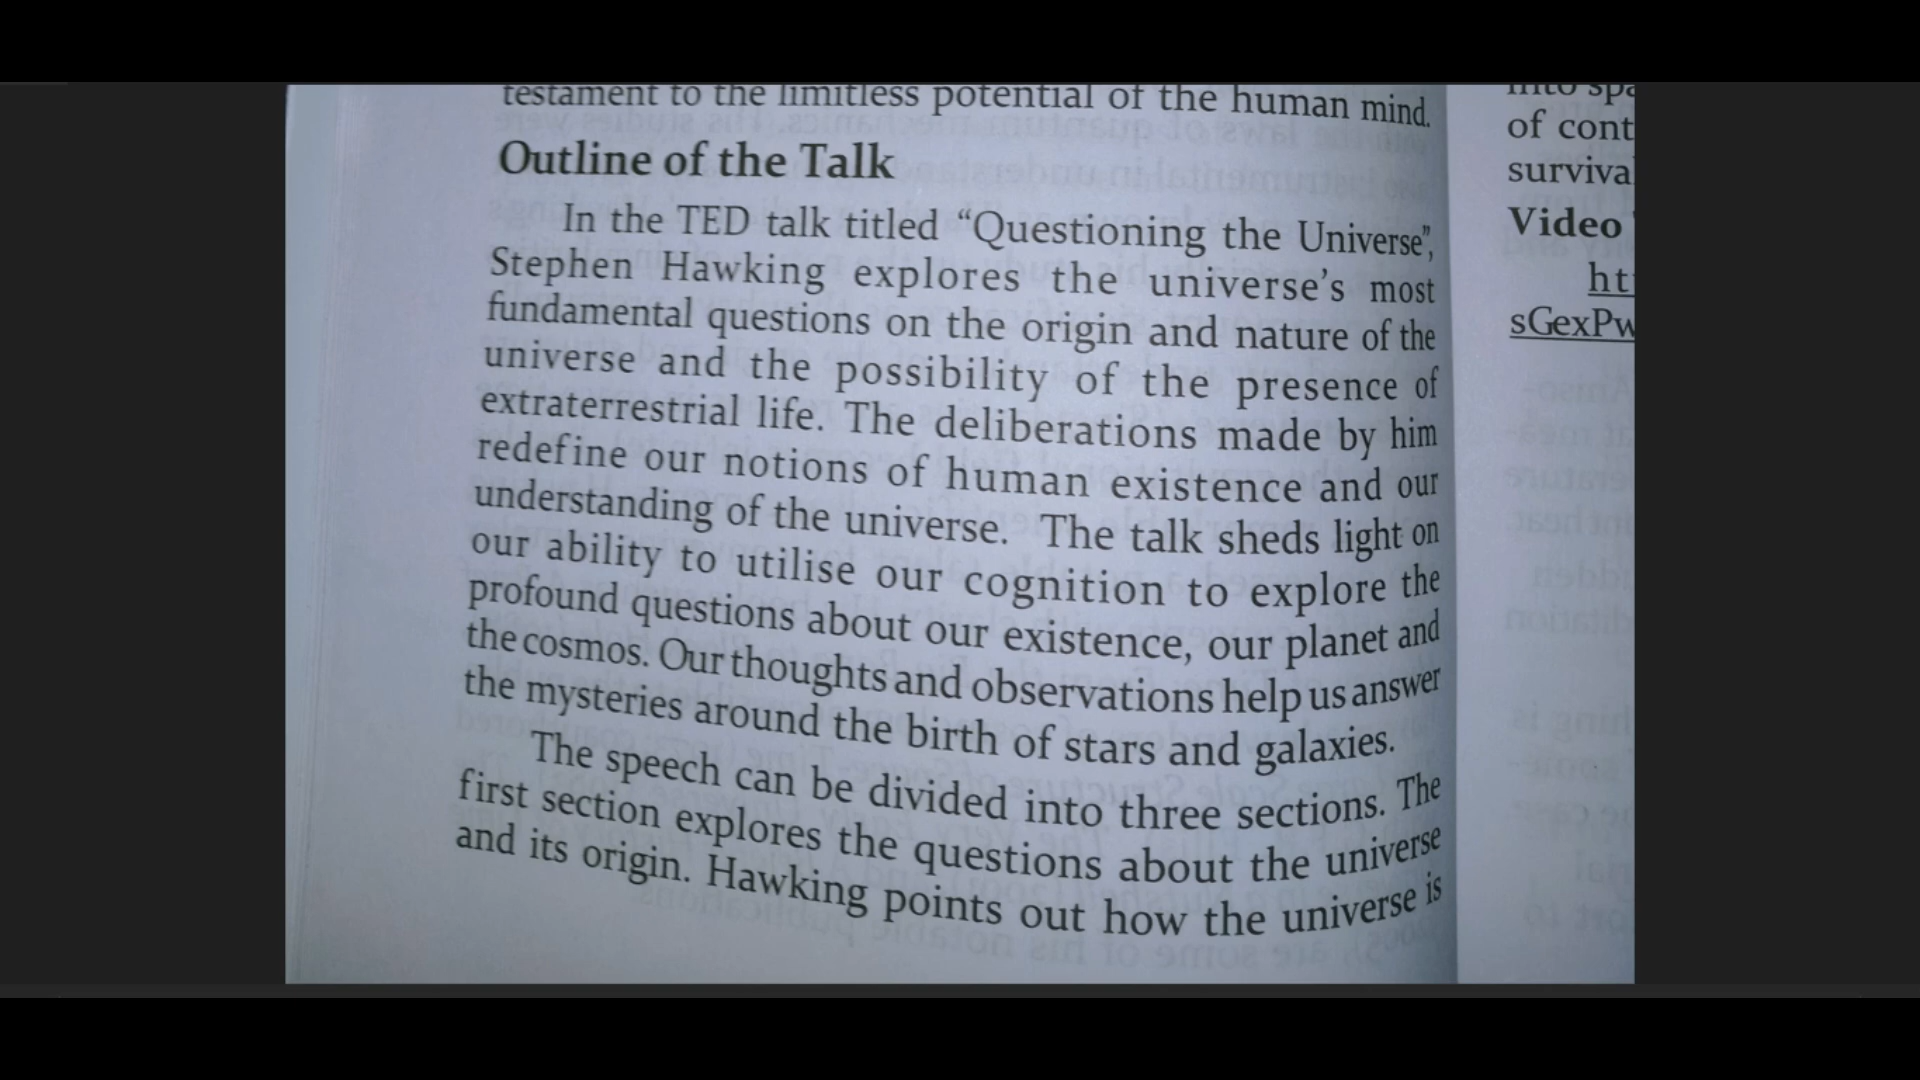 testament to the limitless potential of the human mind.
Outline of the Talk
In the TED talk titled “Questioning the Universe”,
Stephen Hawking explores the universe’s most
fundamental questions on the origin and nature of the
universe and the possibility of the presence of
extraterrestrial life. The deliberations made by him
redefine our notions of human existence and our
understanding of the universe. The talk sheds light on
our ability to utilise our cognition to explore the
profound questions about our existence, our planet and
the cosmos. Our thoughts and observations help us answer
the mysteries around the birth of stars and galaxies.
The speech can be divided into three sections. The
first section explores the questions about the universe
and its origin. Hawking points out how the universe is
into spa
of cont
surviva
Video
ht
sGexPw